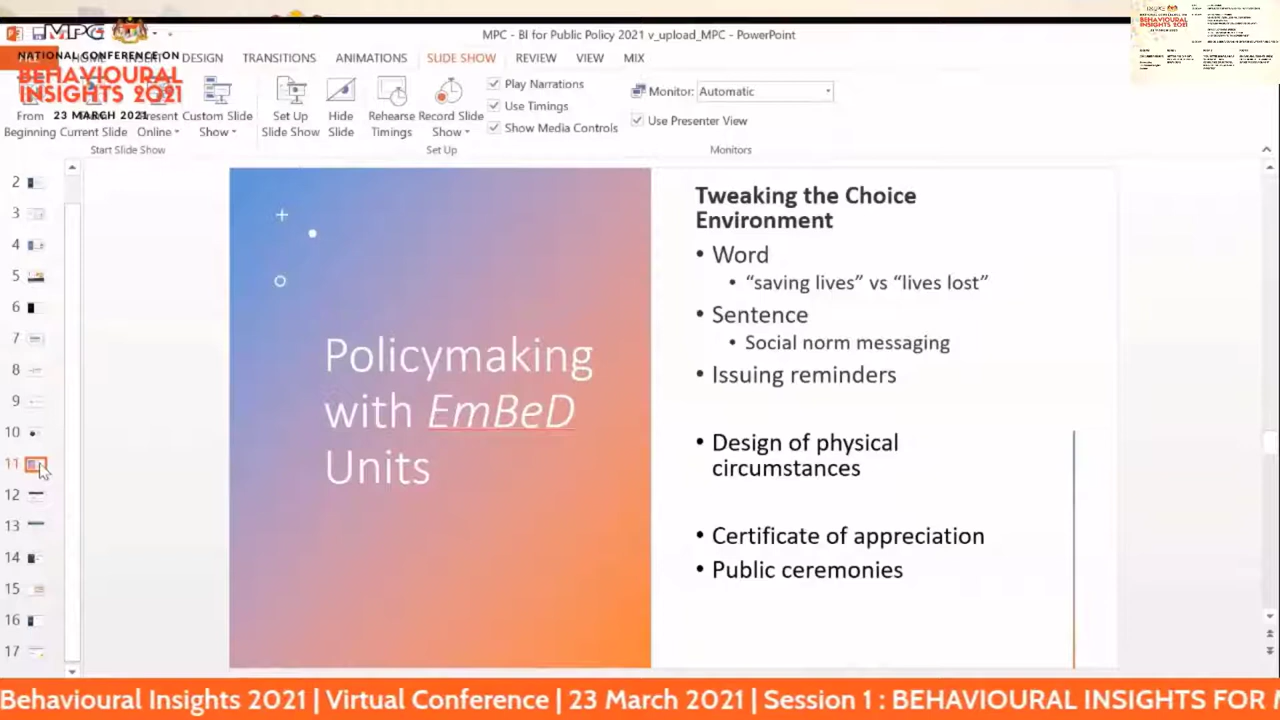 MPC - BI for Public Policy 2021 v_upload_MPC - PowerPoint
MPC
NATIONAL CONFERENCE ON
BEHAVIOURAL
INSIGHTS 2021
23 MARCH 2021
HOME INSERT DESIGN TRANSITIONS ANIMATIONS SLIDE SHOW REVIEW VIEW MIX
From Beginning
Current Slide
Present Online
Custom Slide Show
Set Up Slide Show
Hide Slide
Rehearse Timings
Record Slide Show
Play Narrations
Use Timings
Show Media Controls
Monitor: Automatic
Use Presenter View
Start Slide Show
Set Up
Monitors
2
3
4
5
6
7
8
9
10
11
12
13
14
15
16
17
Policymaking
with EmBeD
Units
Tweaking the Choice
Environment
• Word
• “saving lives” vs “lives lost”
• Sentence
• Social norm messaging
• Issuing reminders
• Design of physical
circumstances
• Certificate of appreciation
• Public ceremonies
BEHAVIOURAL
INSIGHTS 2021
Behavioural Insights 2021 | Virtual Conference | 23 March 2021 | Session 1 : BEHAVIOURAL INSIGHTS FOR